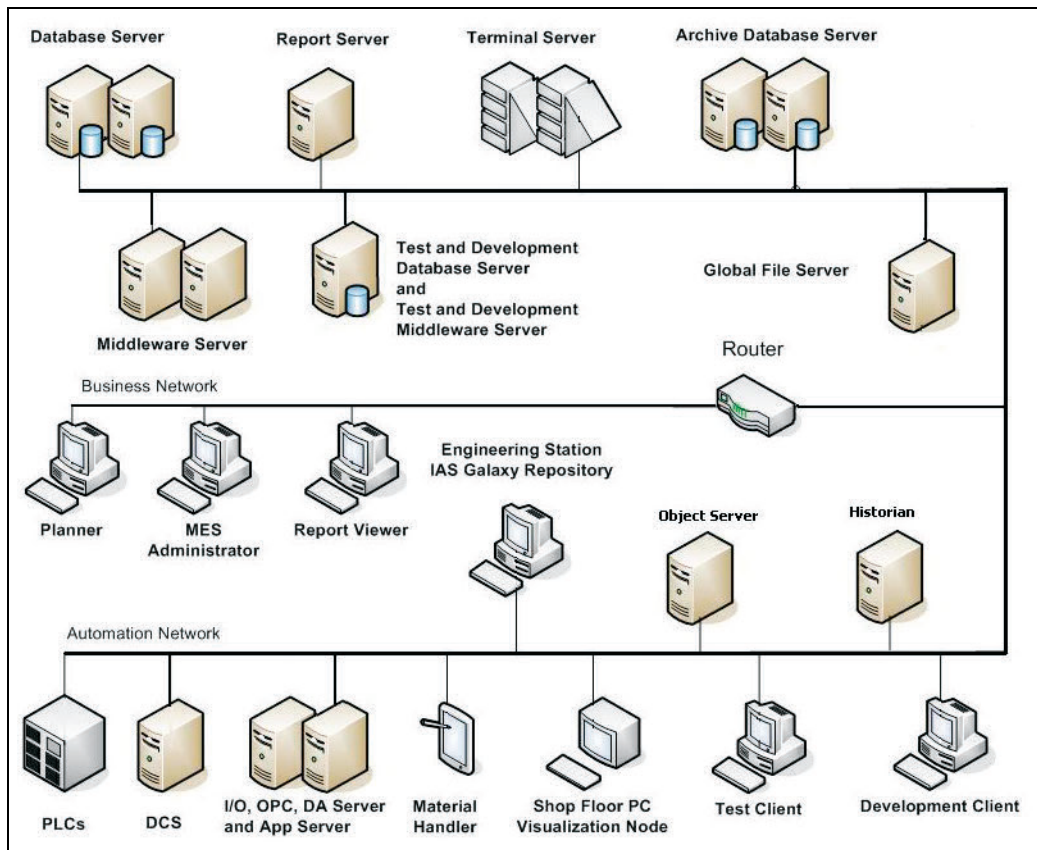 Database Server
Report Server
Terminal Server
Archive Database Server
Test and Development
Database Server
and
Test and Development
Middleware Server
Global File Server
Middleware Server
Router
Business Network
Engineering Station
IAS Galaxy Repository
Planner
MES
Administrator
Report Viewer
Object Server
Historian
Automation Network
PLCs
DCS
I/O, OPC, DA Server
and App Server
Material
Handler
Shop Floor PC
Visualization Node
Test Client
Development Client